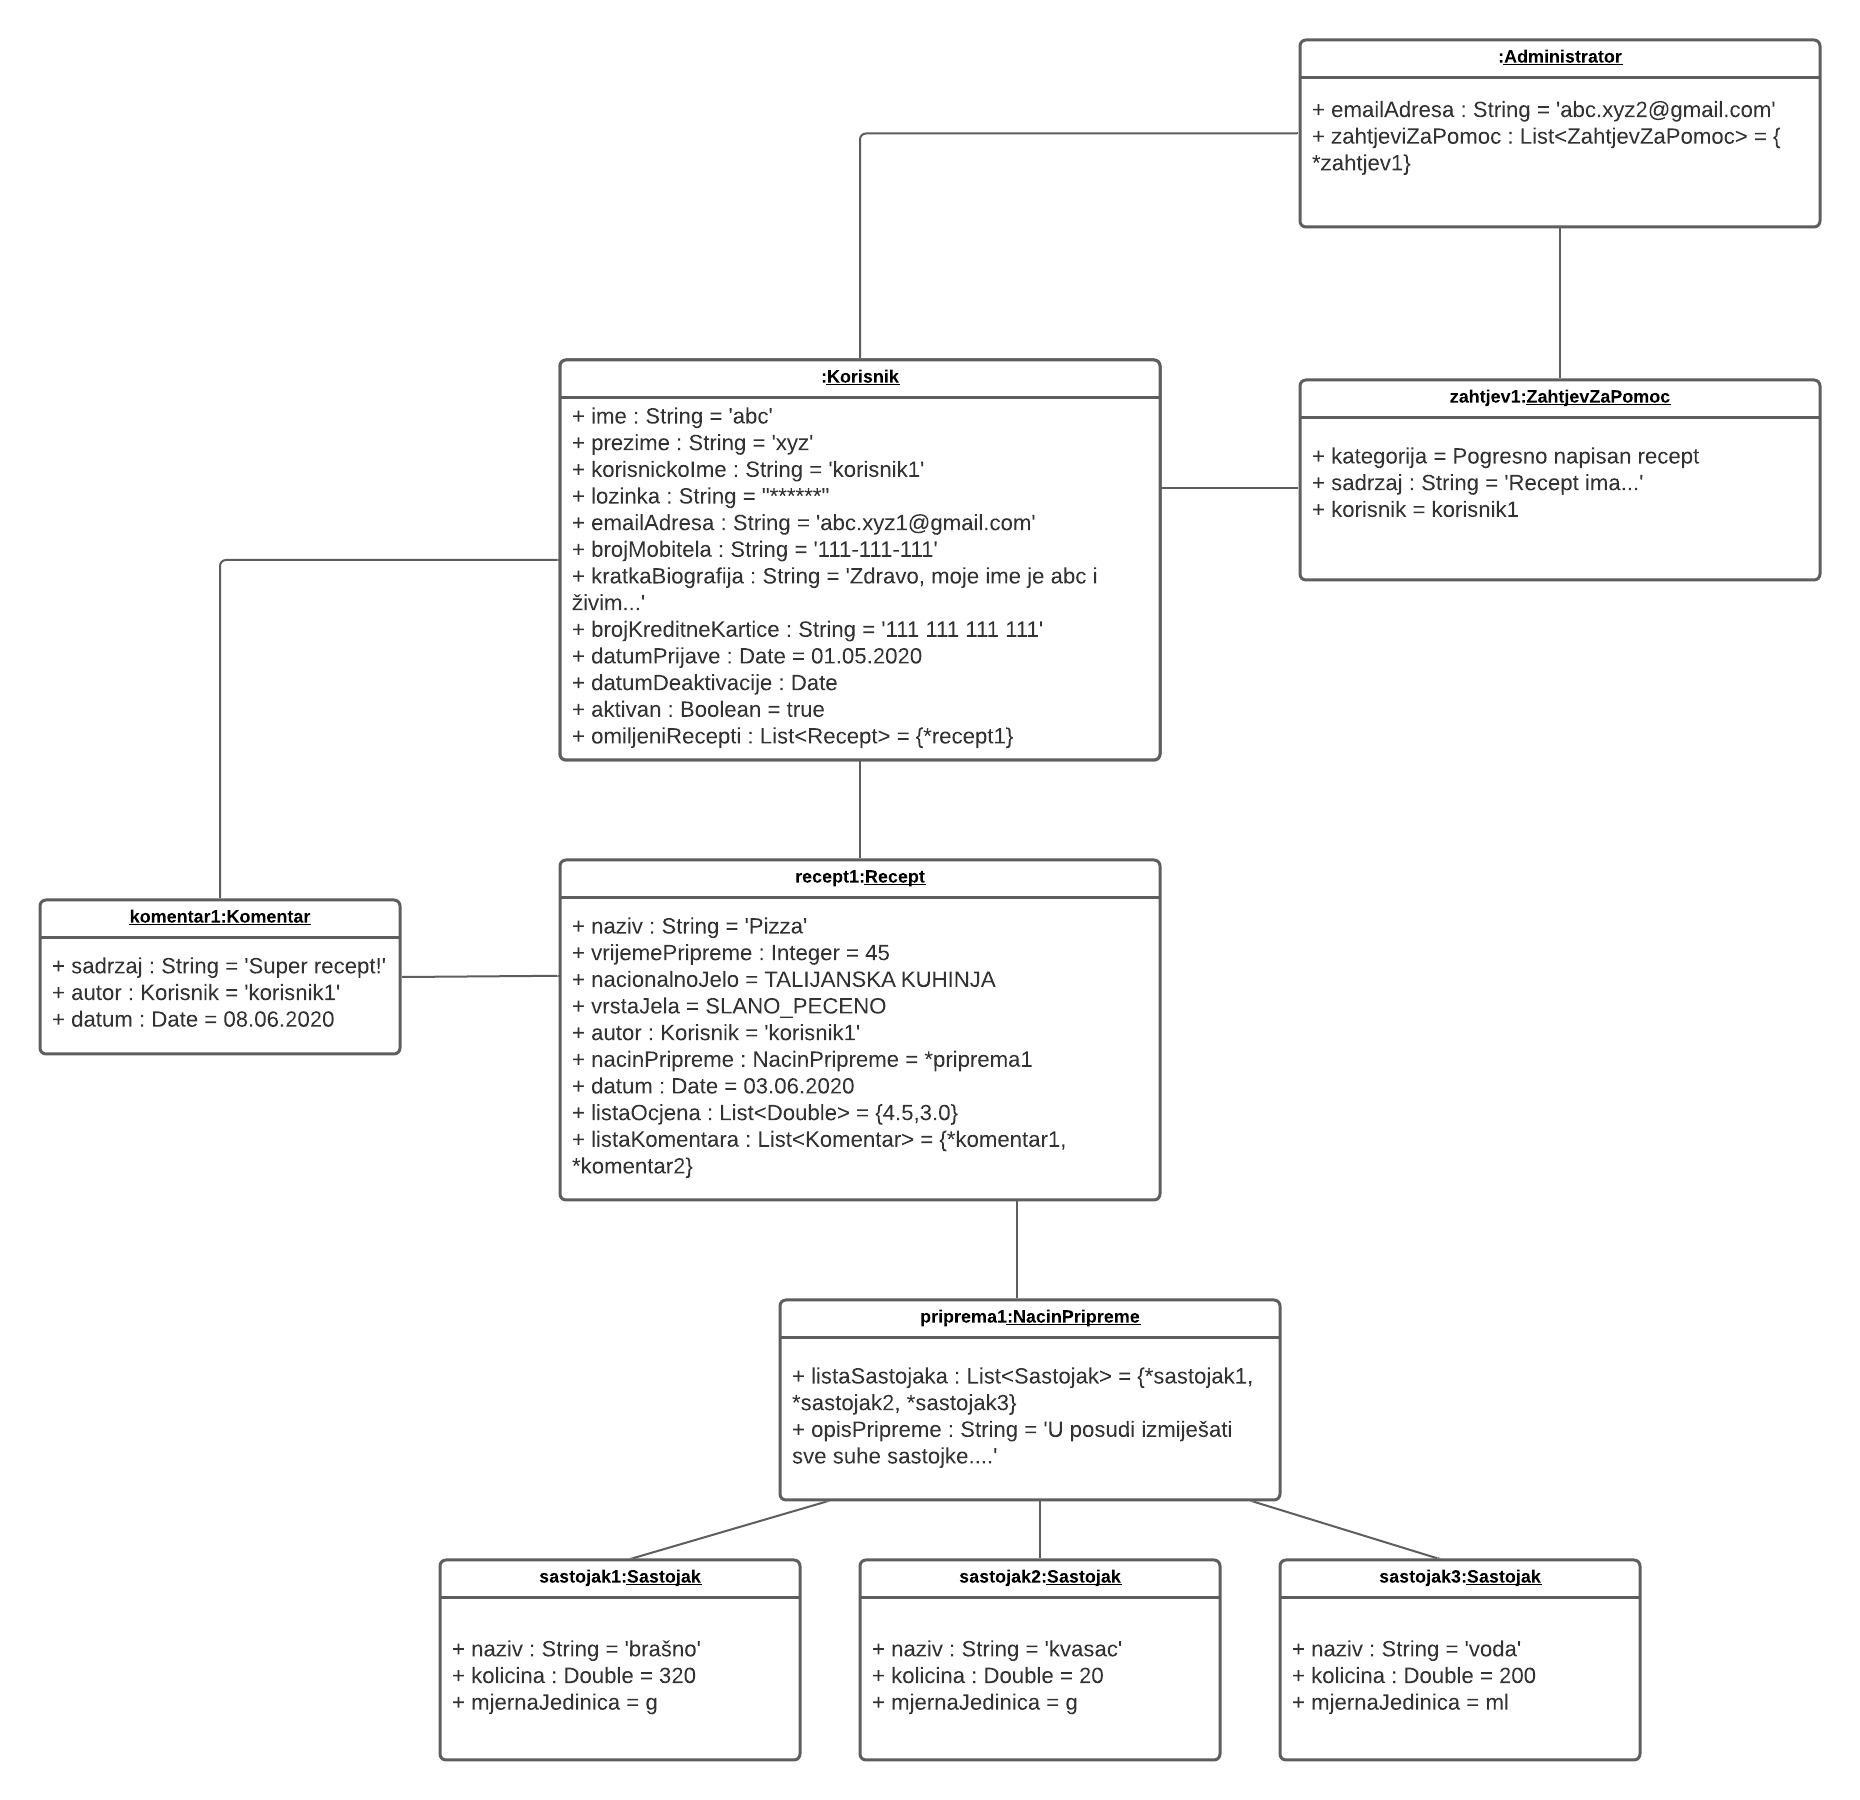 :Administrator
+ emailAdresa : String = 'abc.xyz2@gmail.com'
+ zahtjeviZaPomoc : List<ZahtjevZaPomoc> = {
*zahtjev1}
:Korisnik
+ ime : String = 'abc'
+ prezime : String = 'xyz'
+ korisnickoIme : String = 'korisnik1'
+ lozinka : String = "******"
+ emailAdresa : String = 'abc.xyz1@gmail.com'
+ brojMobitela : String = '111-111-111'
+ kratkaBiografija : String = 'Zdravo, moje ime je abc i
živim...'
+ brojKreditneKartice : String = '111 111 111 111'
+ datumPrijave : Date = 01.05.2020
+ datumDeaktivacije : Date
+ aktivan : Boolean = true
+ omiljeniRecepti : List<Recept> = {*recept1}
zahtjev1:ZahtjevZaPomoc
+ kategorija = Pogresno napisan recept
+ sadrzaj : String = 'Recept ima...'
+ korisnik = korisnik1
komentar1:Komentar
+ sadrzaj : String = 'Super recept!'
+ autor : Korisnik = 'korisnik1'
+ datum : Date = 08.06.2020
recept1:Recept
+ naziv : String = 'Pizza'
+ vrijemePripreme : Integer = 45
+ nacionalnoJelo = TALIJANSKA KUHINJA
+ vrstaJela = SLANO_PECENO
+ autor : Korisnik = 'korisnik1'
+ nacinPripreme : NacinPripreme = *priprema1
+ datum : Date = 03.06.2020
+ listaOcjena : List<Double> = {4.5,3.0}
+ listaKomentara : List<Komentar> = {*komentar1,
*komentar2}
priprema1:NacinPripreme
+ listaSastojaka : List<Sastojak> = {*sastojak1,
*sastojak2, *sastojak3}
+ opisPripreme : String = 'U posudi izmiješati
sve suhe sastojke....'
sastojak1:Sastojak
+ naziv : String = 'brašno'
+ kolicina : Double = 320
+ mjernaJedinica = g
sastojak2:Sastojak
+ naziv : String = 'kvasac'
+ kolicina : Double = 20
+ mjernaJedinica = g
sastojak3:Sastojak
+ naziv : String = 'voda'
+ kolicina : Double = 200
+ mjernaJedinica = ml